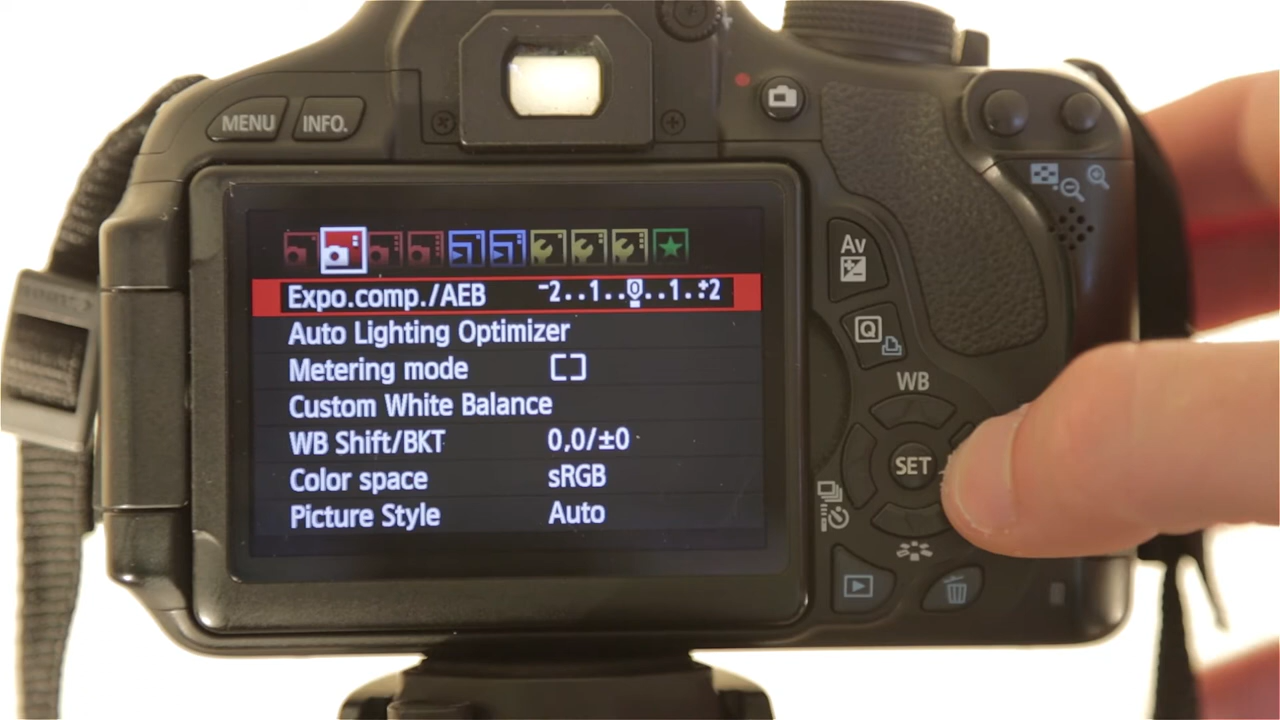 MENU INFO.
Expo.comp./AEB -2..1..0..1..+2
Auto Lighting Optimizer
Metering mode
Custom White Balance
WB Shift/BKT 0,0/±0
Color space sRGB
Picture Style Auto
Av
Q
WB
SET